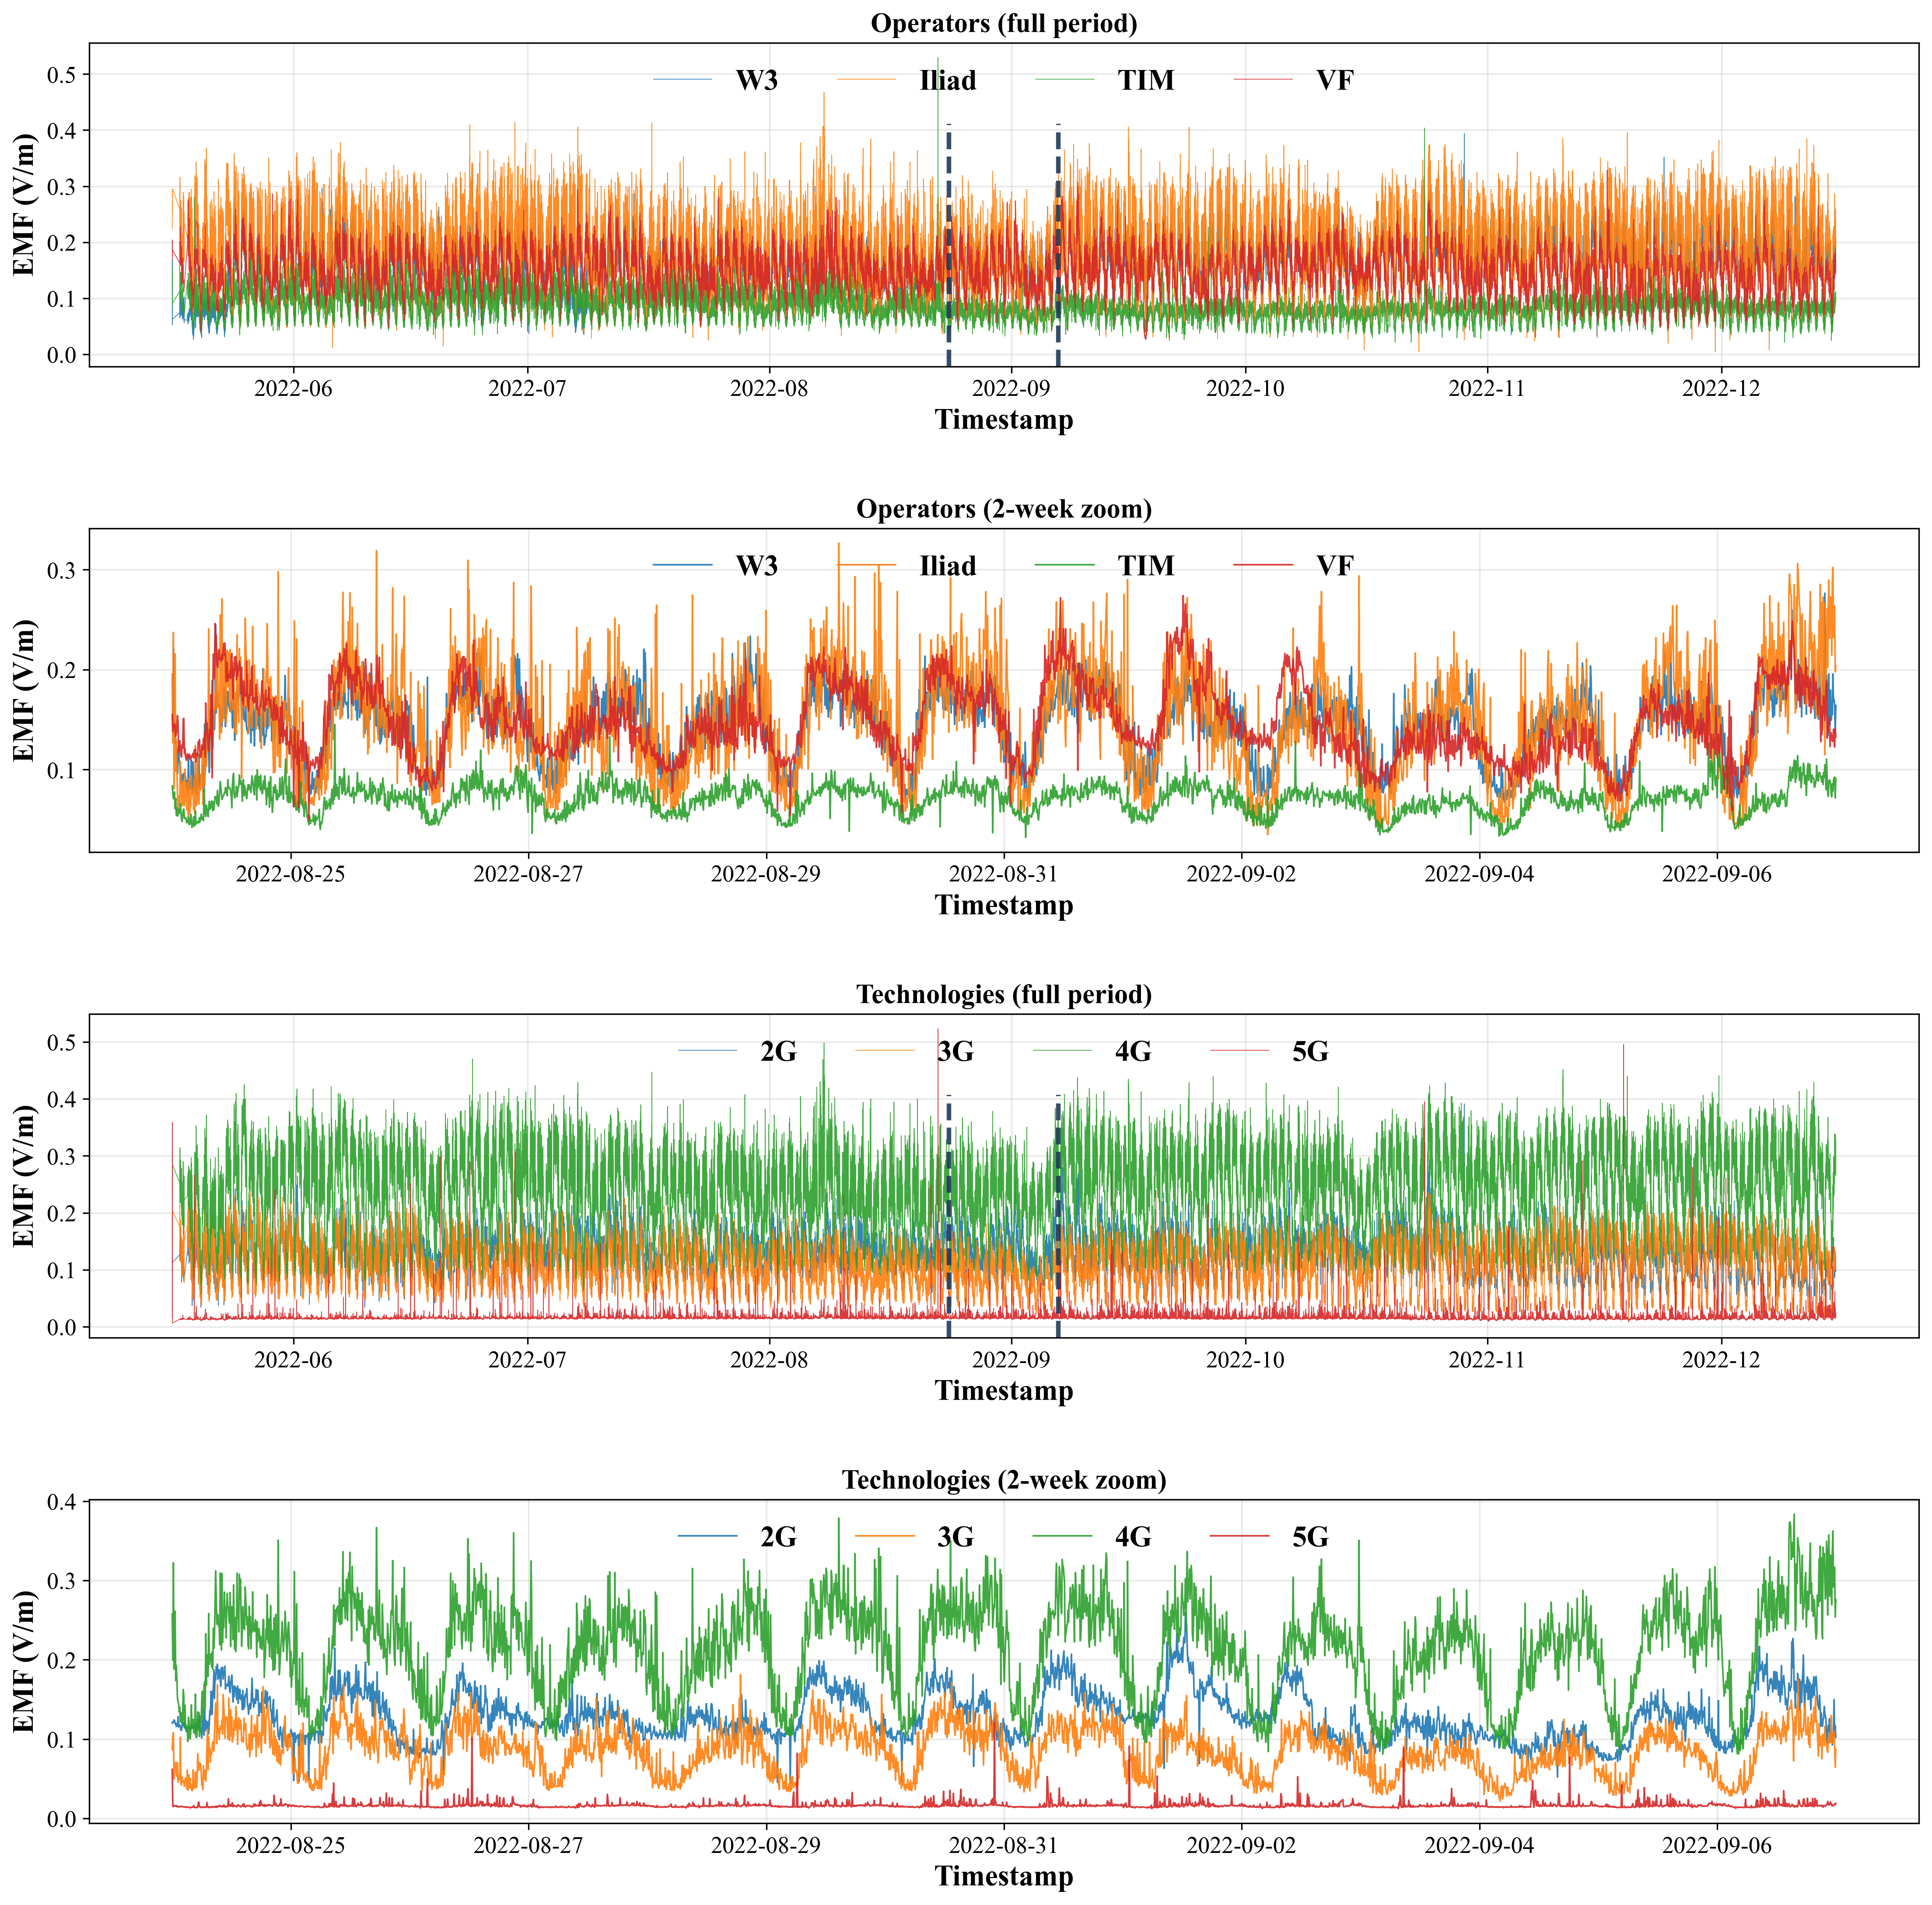 Operators (full period)
W3 Iliad TIM VF
EMF (V/m)
0.5
0.4
0.3
0.2
0.1
0.0
2022-06 2022-07 2022-08 2022-09 2022-10 2022-11 2022-12
Timestamp
Operators (2-week zoom)
W3 Iliad TIM VF
EMF (V/m)
0.3
0.2
0.1
2022-08-25 2022-08-27 2022-08-29 2022-08-31 2022-09-02 2022-09-04 2022-09-06
Timestamp
Technologies (full period)
2G 3G 4G 5G
EMF (V/m)
0.5
0.4
0.3
0.2
0.1
0.0
2022-06 2022-07 2022-08 2022-09 2022-10 2022-11 2022-12
Timestamp
Technologies (2-week zoom)
2G 3G 4G 5G
EMF (V/m)
0.4
0.3
0.2
0.1
0.0
2022-08-25 2022-08-27 2022-08-29 2022-08-31 2022-09-02 2022-09-04 2022-09-06
Timestamp